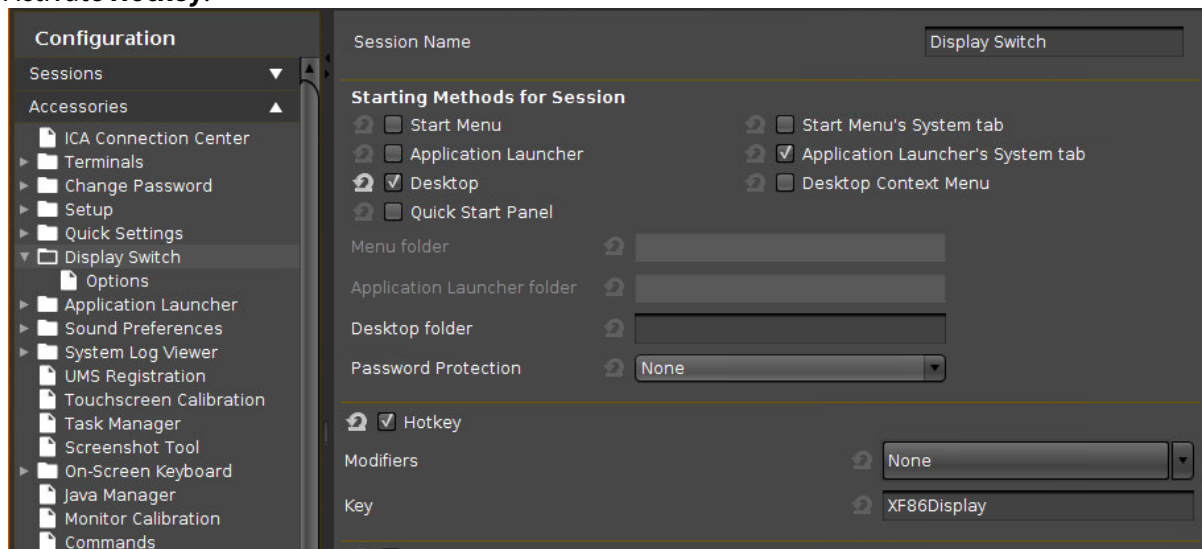 Configuration
Sessions
Accessories
ICA Connection Center
Terminals
Change Password
Setup
Quick Settings
Display Switch
Options
Application Launcher
Sound Preferences
System Log Viewer
UMS Registration
Touchscreen Calibration
Task Manager
Screenshot Tool
On-Screen Keyboard
Java Manager
Monitor Calibration
Commands
Session Name
Display Switch
Starting Methods for Session
Start Menu
Start Menu's System tab
Application Launcher
Application Launcher's System tab
Desktop
Desktop Context Menu
Quick Start Panel
Menu folder
Application Launcher folder
Desktop folder
Password Protection
None
Hotkey
Modifiers
None
Key
XF86Display